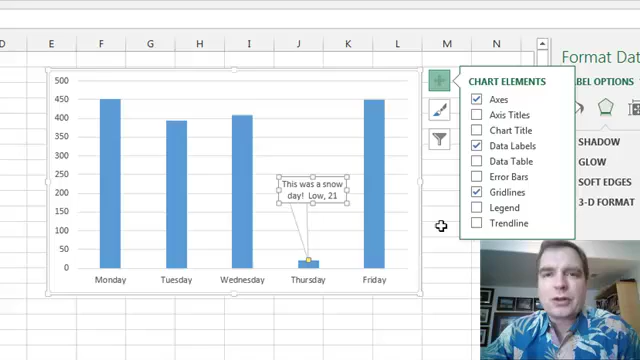 D E F G H I J K L M N
Format Dat
LABEL OPTIONS
CHART ELEMENTS
Axes
Axis Titles
Chart Title
Data Labels
Data Table
Error Bars
Gridlines
Legend
Trendline
SHADOW
GLOW
SOFT EDGES
3-D FORMAT
500
450
400
350
300
250
200
150
100
50
0
This was a snow
day! Low, 21
Monday Tuesday Wednesday Thursday Friday